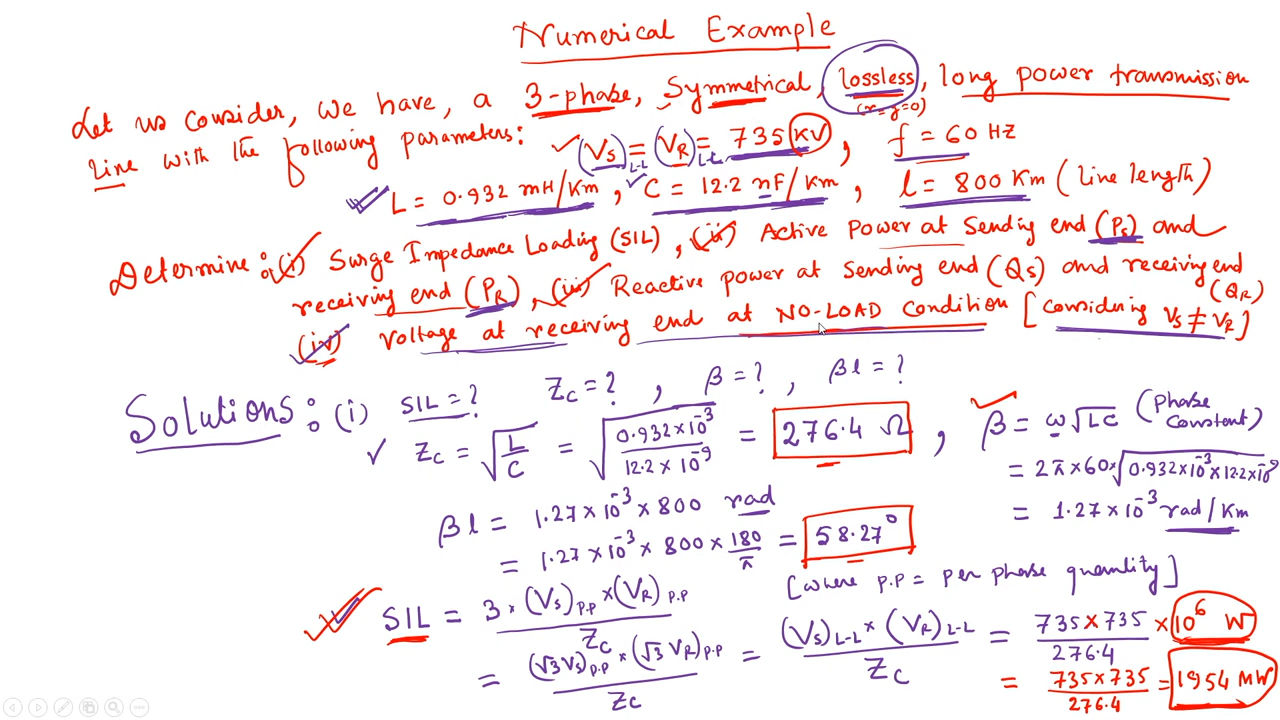 Numerical Example
Let us consider, we have, a 3-phase, Symmetrical, lossless, long power transmission
(r=g=0)
line with the following parameters: (Vs)L-L = (VR)L-L = 735 KV, f = 60 HZ
L = 0.932 mH/Km, C = 12.2 nF/Km, l = 800 Km (line length)
Determine: (i) Surge Impedance Loading (SIL), (ii) Active Power at Sending end (Ps) and
receiving end (PR), (iii) Reactive power at Sending end (Qs) and receiving end (QR)
(iv) Voltage at receiving end at NO-LOAD Condition [Considering Vs ≠ VR]
Solutions: (i) SIL = ? Zc = ?, β = ?, βl = ?
Zc = √(L/C) = √(0.932×10⁻³ / 12.2×10⁻⁹) = 276.4 Ω, β = ω√LC (Phase Constant)
= 2π×60×√(0.932×10⁻³×12.2×10⁻⁹)
= 1.27×10⁻³ rad/Km
βl = 1.27×10⁻³×800 rad
= 1.27×10⁻³×800×180/π = 58.27°
[where p.p = per phase quantity]
SIL = 3×(Vs)p.p×(VR)p.p / Zc
= (√3 Vs)p.p×(√3 VR)p.p / Zc = (Vs)L-L×(VR)L-L / Zc = 735×735 / 276.4 ×10⁶ W
= 735×735 / 276.4 = 1954 MW